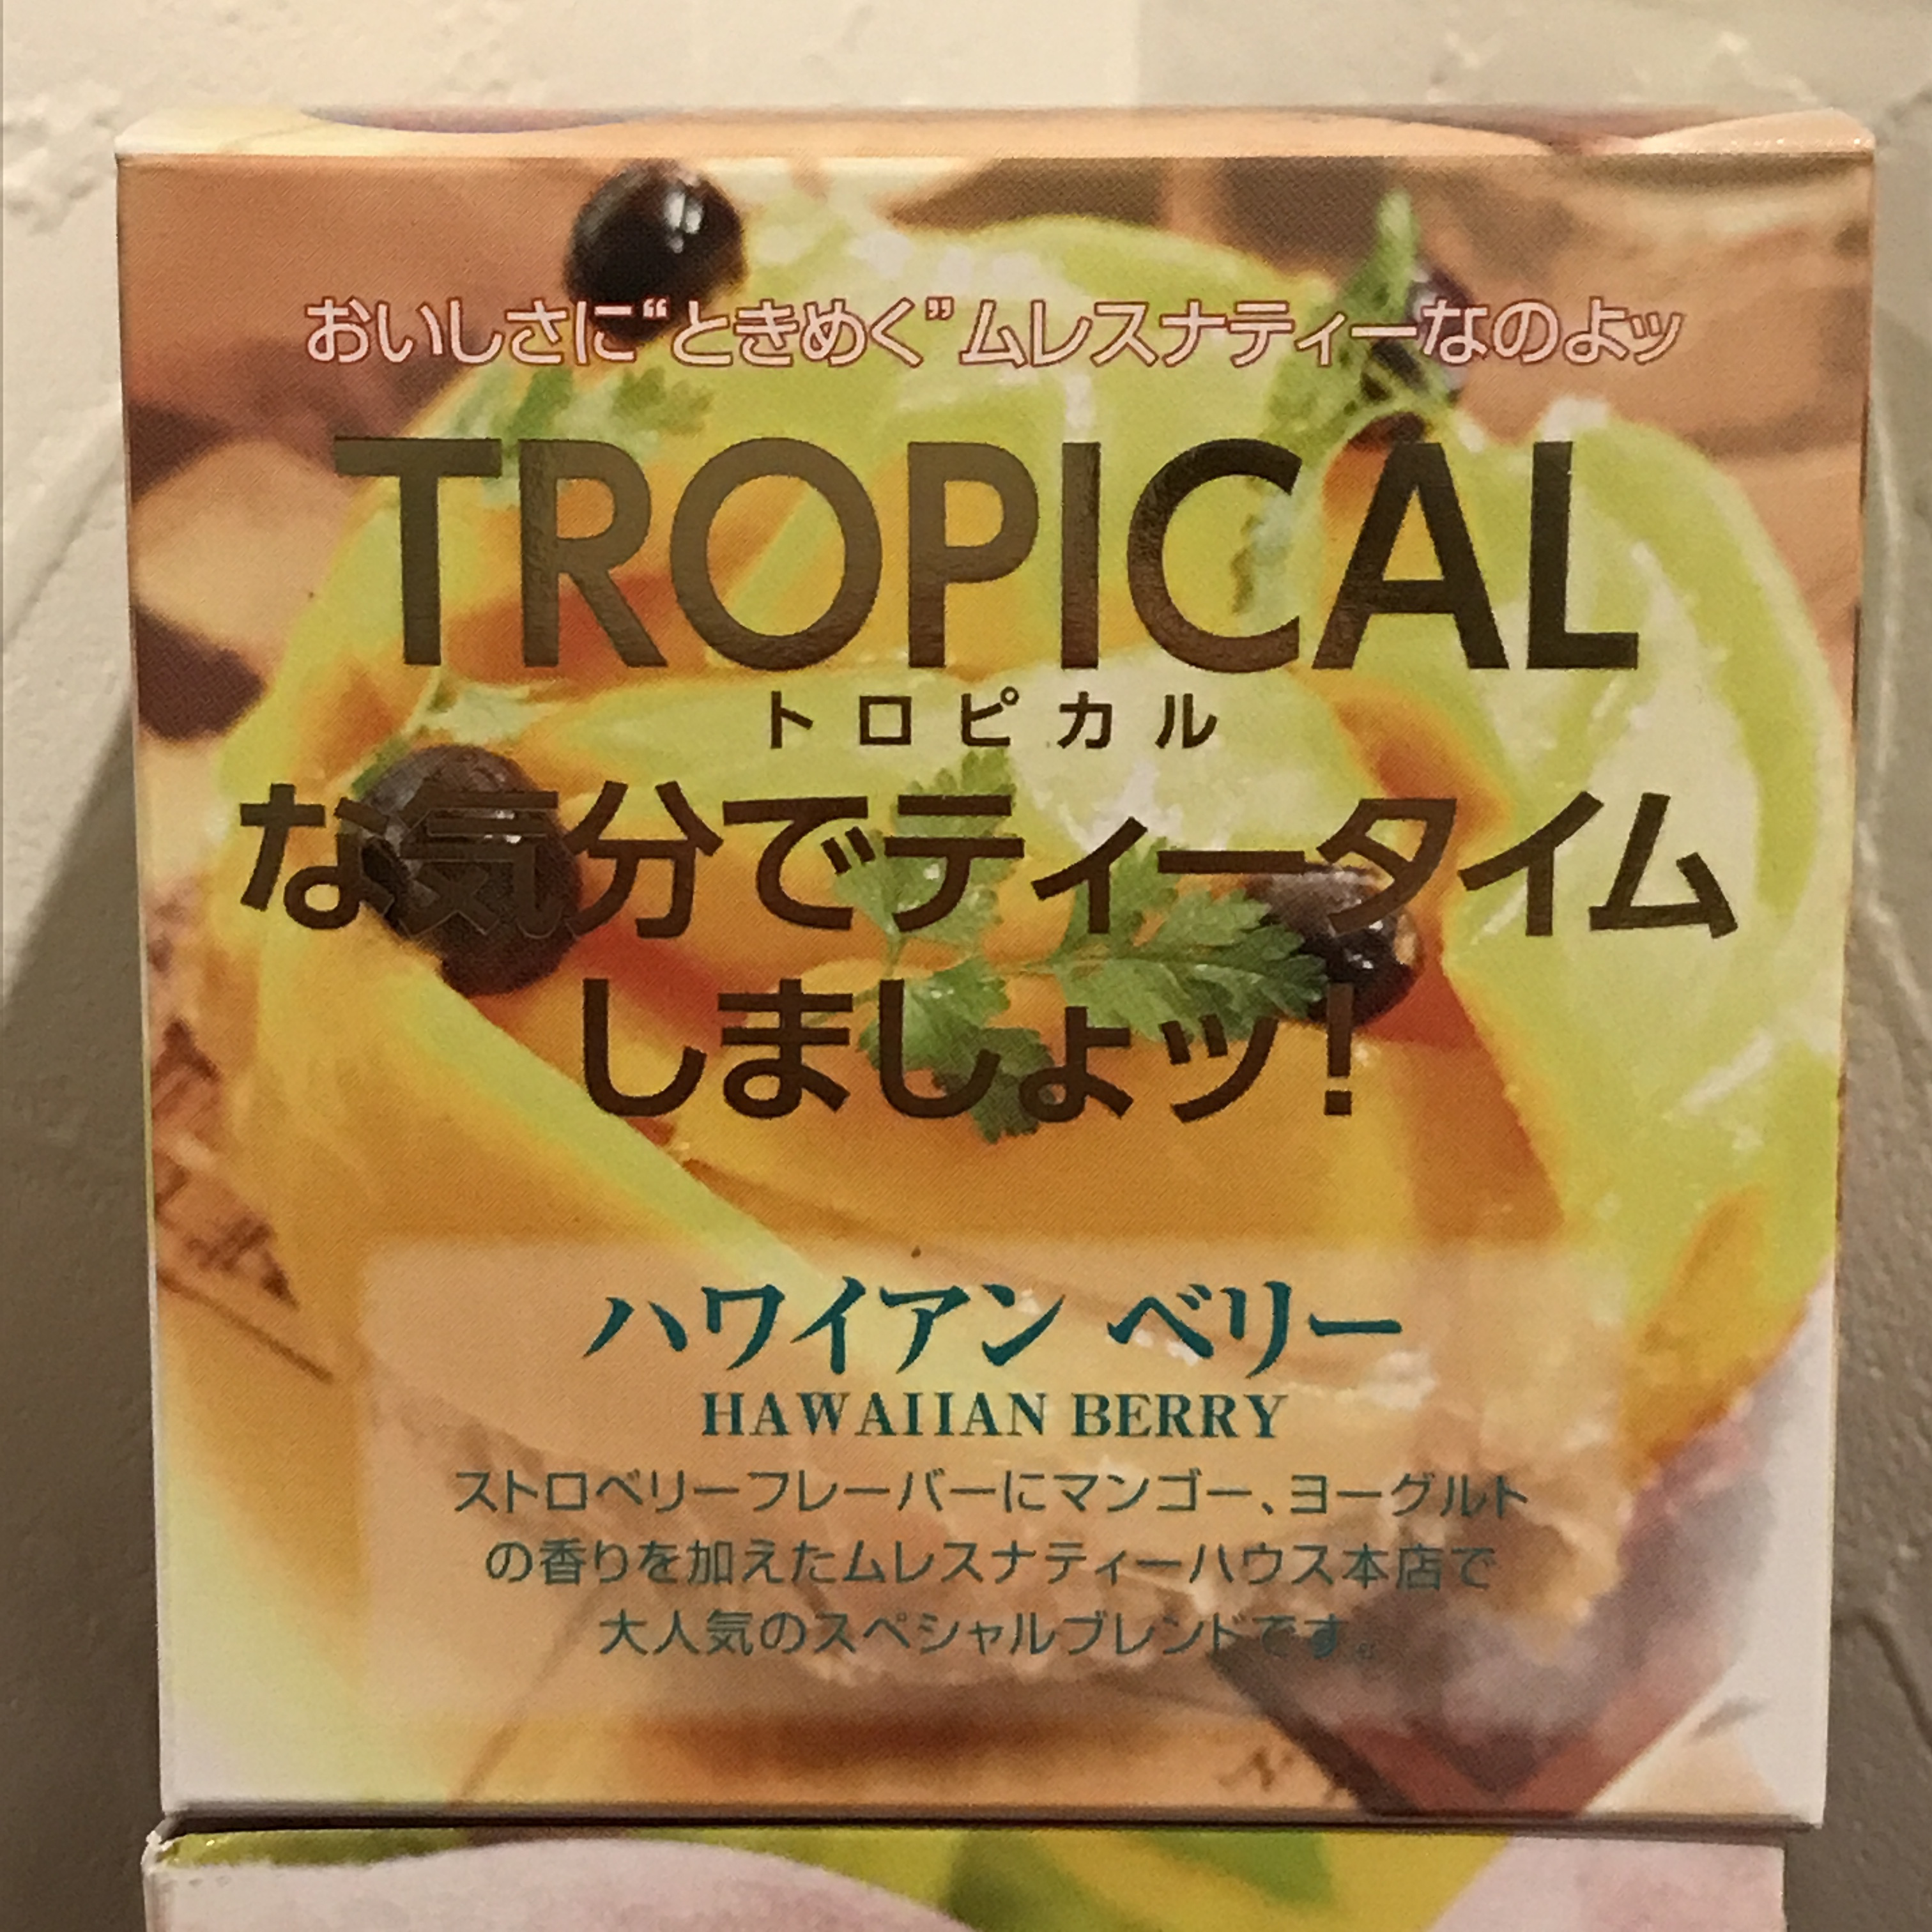 おいしさに“ときめく”ムレスナティーなのよッ
TROPICAL
トロピカル
な気分でティータイム
しましょッ!
ハワイアン ベリー
HAWAIIAN BERRY
ストロベリーフレーバーにマンゴー、ヨーグルト
の香りを加えたムレスナティーハウス本店で
大人気のスペシャルブレンドです。